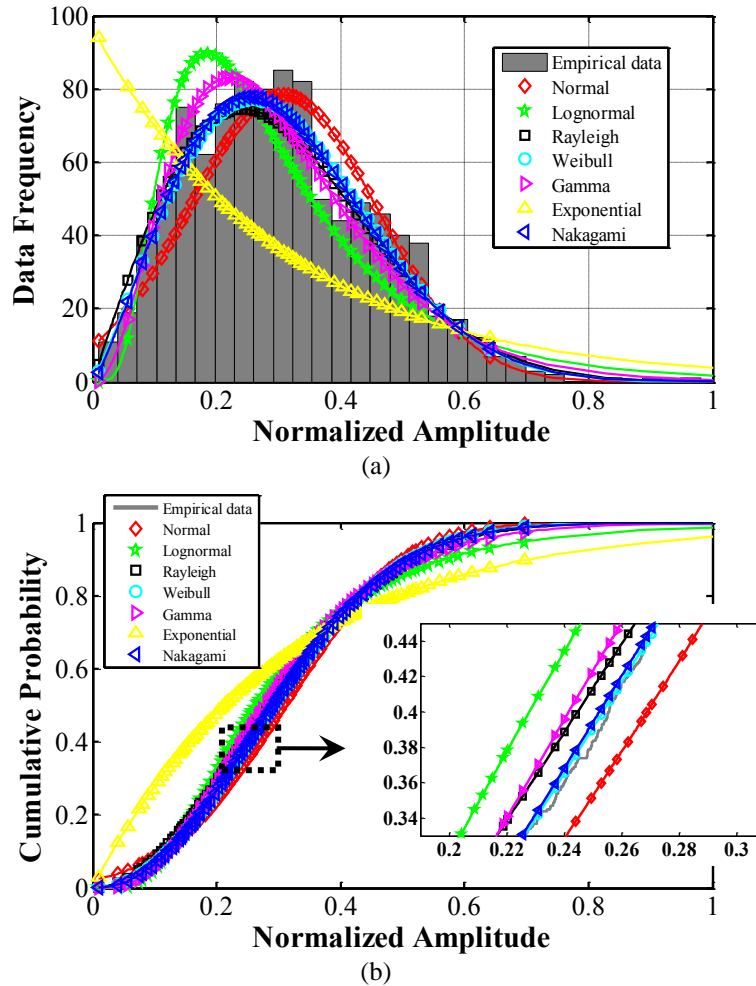 100
80
60
40
20
0
Data Frequency
Empirical data
Normal
Lognormal
Rayleigh
Weibull
Gamma
Exponential
Nakagami
0 0.2 0.4 0.6 0.8 1
Normalized Amplitude
(a)
1
0.8
0.6
0.4
0.2
0
Cumulative Probability
Empirical data
Normal
Lognormal
Rayleigh
Weibull
Gamma
Exponential
Nakagami
0.44
0.42
0.4
0.38
0.36
0.34
0.33
0.2 0.22 0.24 0.26 0.28 0.3 0.3
0 0.2 0.4 0.6 0.8 1
Normalized Amplitude
(b)